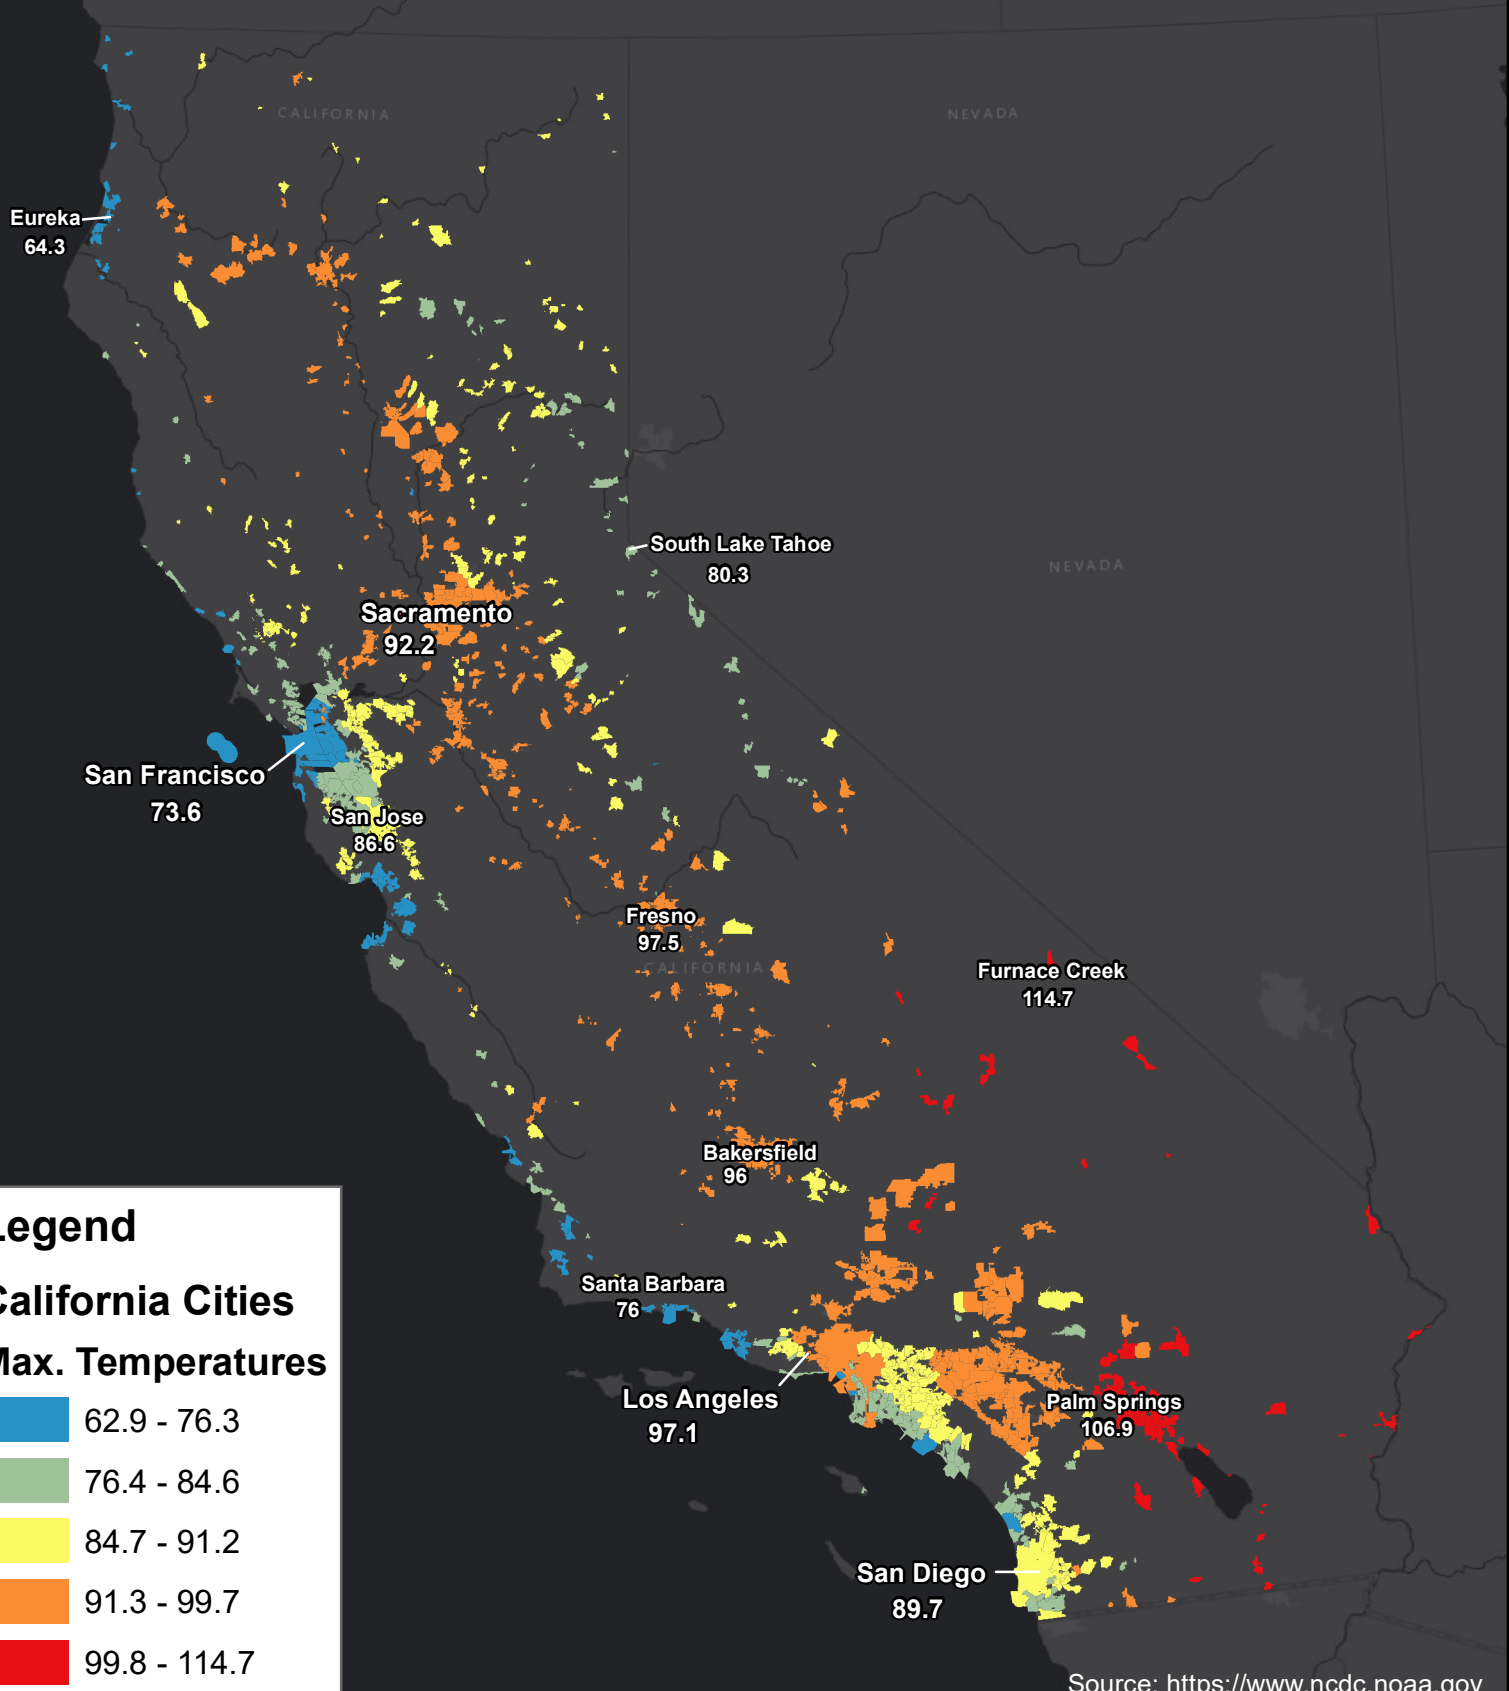 CALIFORNIA
NEVADA
Eureka
64.3
South Lake Tahoe
80.3
NEVADA
Sacramento
92.2
San Francisco
73.6
San Jose
86.6
Fresno
97.5
CALIFORNIA
Furnace Creek
114.7
Bakersfield
96
Santa Barbara
76
Los Angeles
97.1
Palm Springs
106.9
San Diego
89.7
Legend
California Cities
Max. Temperatures
62.9 - 76.3
76.4 - 84.6
84.7 - 91.2
91.3 - 99.7
99.8 - 114.7
Source: https://www.ncdc.noaa.gov